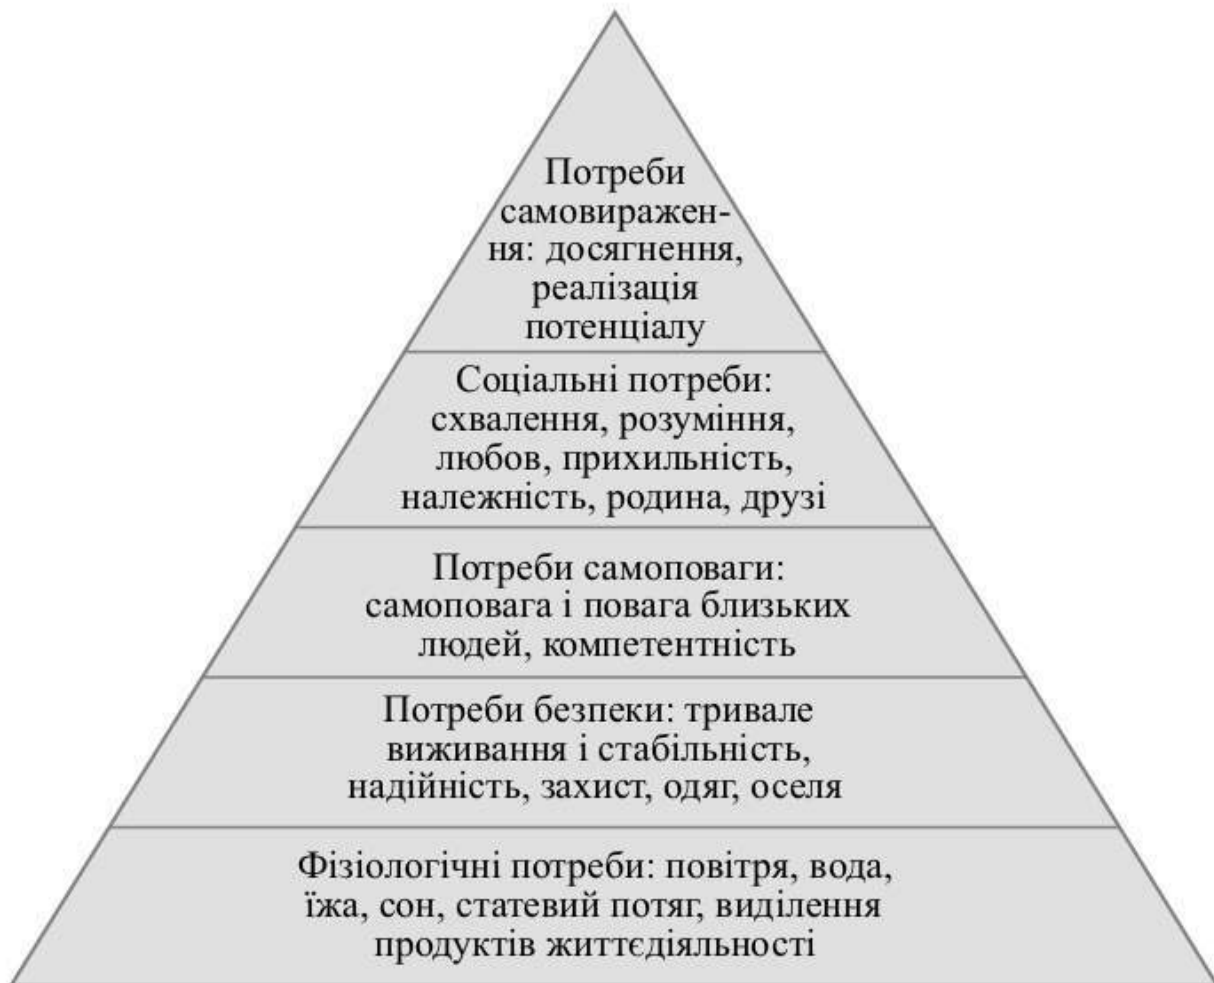 Потреби
самовиражен-
ня: досягнення,
реалізація
потенціалу
Соціальні потреби:
схвалення, розуміння,
любов, прихильність,
належність, родина, друзі
Потреби самоповаги:
самоповага і повага близьких
людей, компетентність
Потреби безпеки: тривале
виживання і стабільність,
надійність, захист, одяг, оселя
Фізіологічні потреби: повітря, вода,
їжа, сон, статевий потяг, виділення
продуктів життєдіяльності